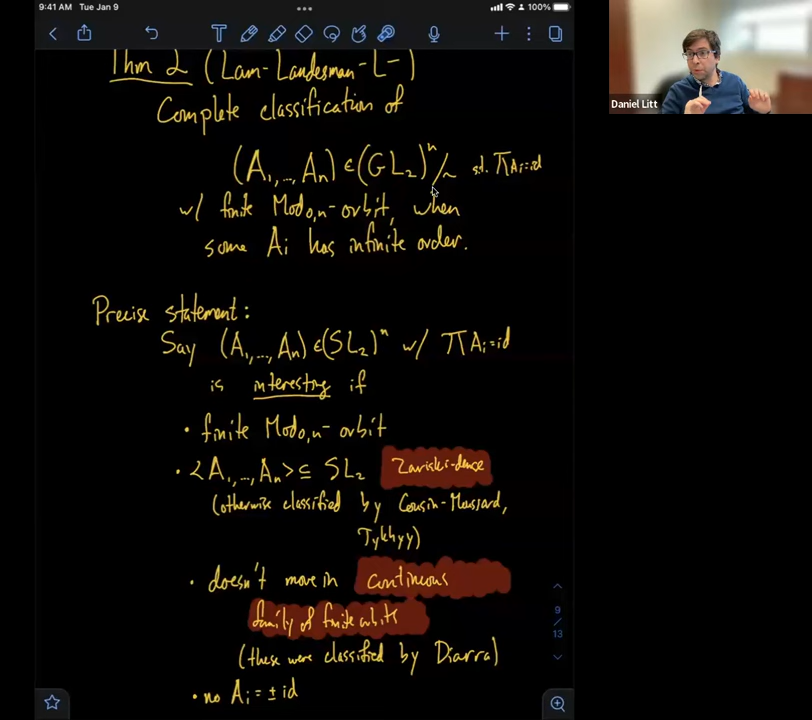 9:41 AM Tue Jan 9
100%
Daniel Litt
Thm 2 (Lam-Landesman-L-)
Complete classification of
(A₁,..,Aₙ) ∈ (GL₂)ⁿ/~ s.t. ΠAᵢ=id
w/ finite Mod₀,ₙ-orbit, when
some Aᵢ has infinite order.
Precise statement:
Say (A₁,..,Aₙ) ∈ (SL₂)ⁿ w/ ΠAᵢ=id
is interesting if
• finite Mod₀,ₙ-orbit
• <A₁,..,Aₙ> ⊆ SL₂ Zariski-dense
(otherwise classified by Cousin-Moussard,
Tykhyy)
• doesn't move in continuous
family of finite orbits
(these were classified by Diarra)
• no Aᵢ = ± id
9
/
13